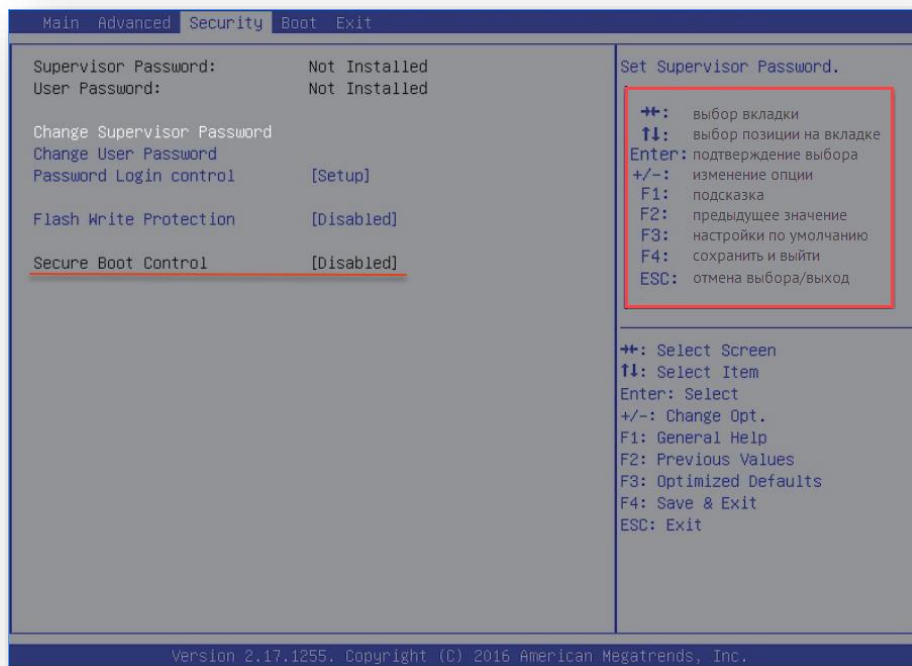 Main Advanced Security Boot Exit
Supervisor Password: Not Installed
User Password: Not Installed
Change Supervisor Password
Change User Password
Password Login control [Setup]
Flash Write Protection [Disabled]
Secure Boot Control [Disabled]
Set Supervisor Password.
→←: выбор вкладки
↑↓: выбор позиции на вкладке
Enter: подтверждение выбора
+/-: изменение опции
F1: подсказка
F2: предыдущее значение
F3: настройки по умолчанию
F4: сохранить и выйти
ESC: отмена выбора/выход
→←: Select Screen
↑↓: Select Item
Enter: Select
+/-: Change Opt.
F1: General Help
F2: Previous Values
F3: Optimized Defaults
F4: Save & Exit
ESC: Exit
Version 2.17.1255. Copyright (C) 2016 American Megatrends, Inc.